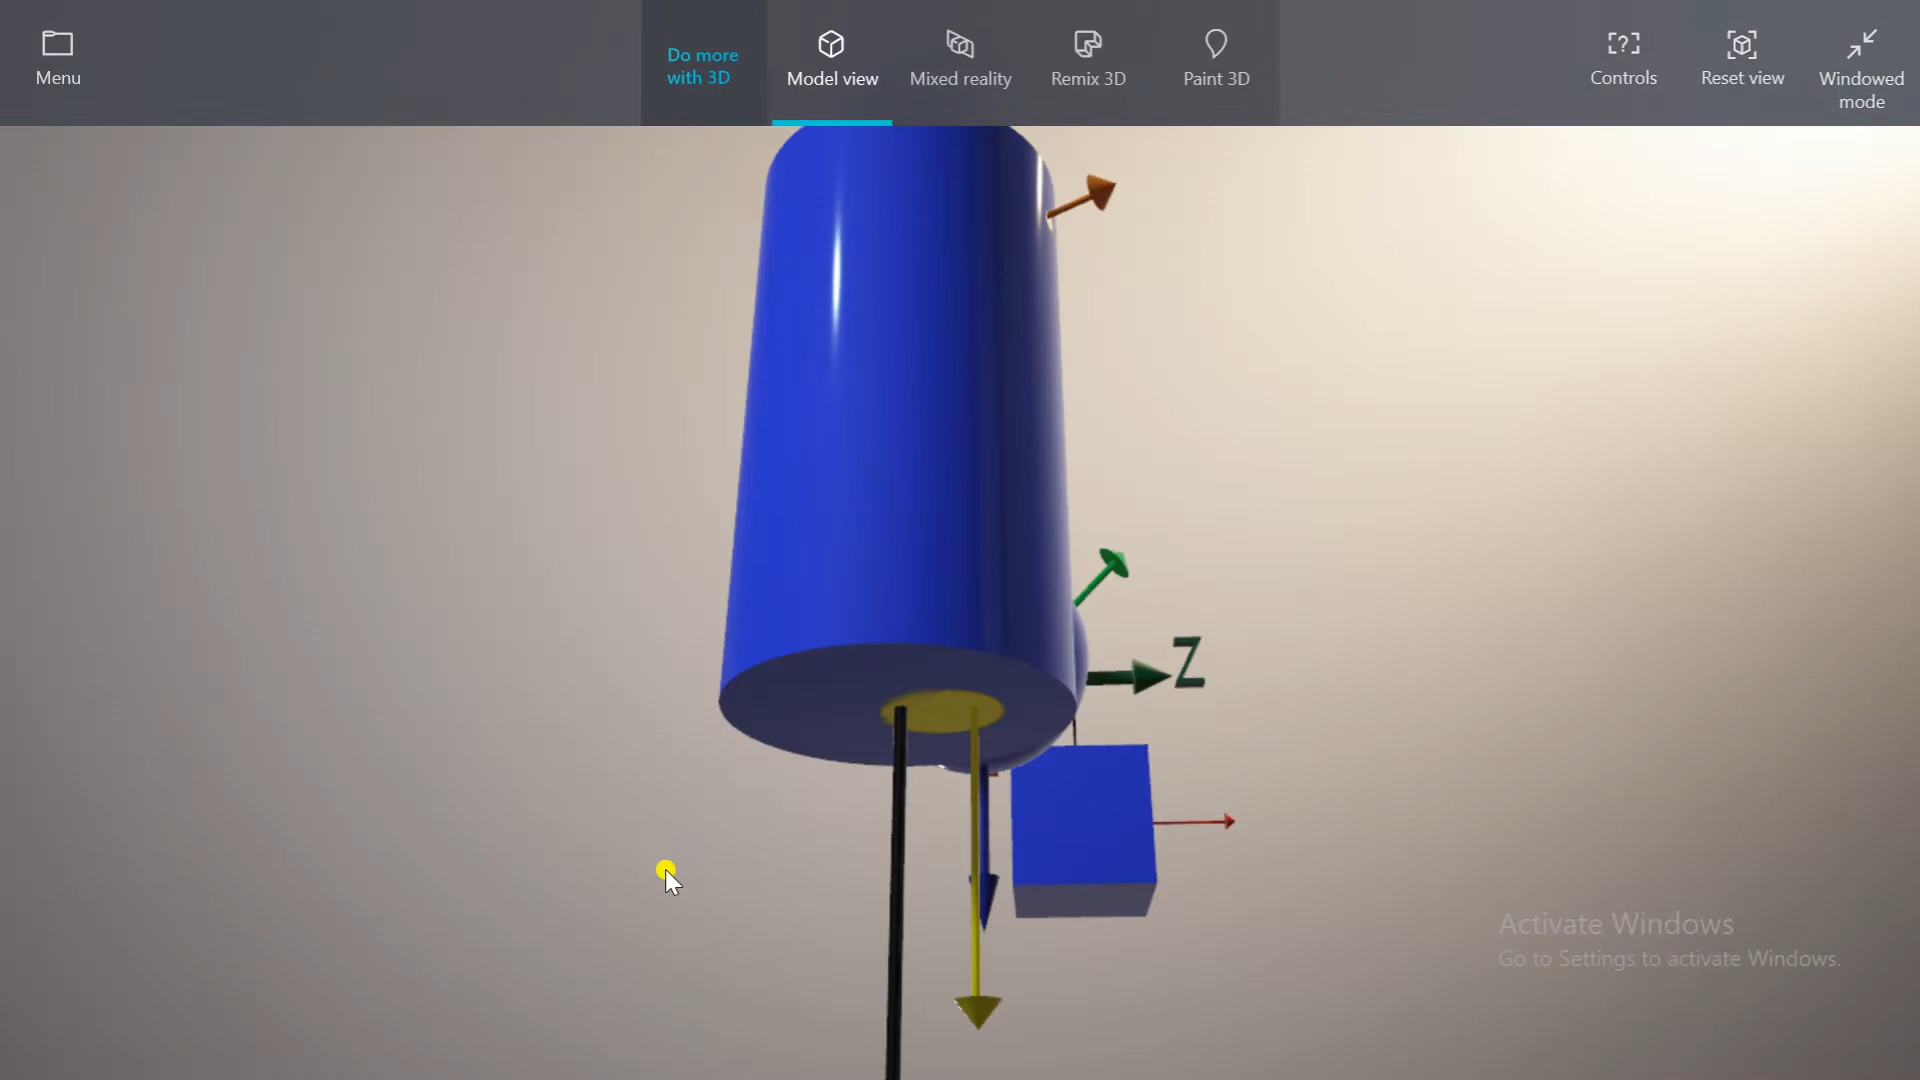 Menu
Do more
with 3D
Model view
Mixed reality
Remix 3D
Paint 3D
Controls
Reset view
Windowed
mode
Z
Activate Windows
Go to Settings to activate Windows.